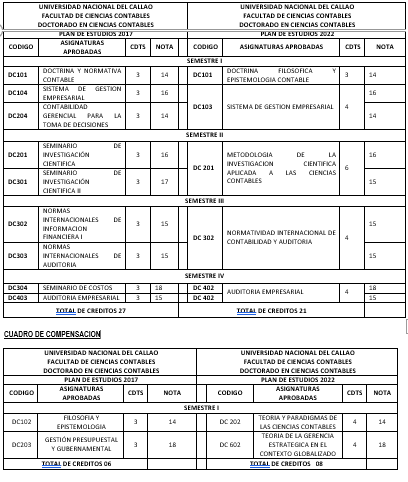 UNIVERSIDAD NACIONAL DEL CALLAO UNIVERSIDAD NACIONAL DEL CALLAO
FACULTAD DE CIENCIAS CONTABLES FACULTAD DE CIENCIAS CONTABLES
DOCTORADO EN CIENCIAS CONTABLES DOCTORADO EN CIENCIAS CONTABLES
PLAN DE ESTUDIOS 2017 PLAN DE ESTUDIOS 2022
CODIGO ASIGNATURAS APROBADAS CDTS NOTA CODIGO ASIGNATURAS APROBADAS CDTS NOTA
SEMESTRE I
DC101 DOCTRINA Y NORMATIVA CONTABLE 3 14 DC101 DOCTRINA FILOSOFICA Y EPISTEMOLOGIA CONTABLE 3 14
DC104 SISTEMA DE GESTION EMPRESARIAL 3 16 DC103 SISTEMA DE GESTION EMPRESARIAL 4 16
DC204 CONTABILIDAD GERENCIAL PARA LA TOMA DE DECISIONES 3 14 14
SEMESTRE II
DC201 SEMINARIO DE INVESTIGACIÓN CIENTIFICA 3 16 DC 201 METODOLOGIA DE LA INVESTIGACION CIENTIFICA APLICADA A LAS CIENCIAS CONTABLES 6 16
DC301 SEMINARIO DE INVESTIGACIÓN CIENTIFICA II 3 17 15
SEMESTRE III
DC302 NORMAS INTERNACIONALES DE INFORMACION FINANCIERA I 3 15 DC 302 NORMATIVIDAD INTERNACIONAL DE CONTABILIDAD Y AUDITORIA 4 15
DC303 NORMAS INTERNACIONALES DE AUDITORIA 3 15 15
SEMESTRE IV
DC304 SEMINARIO DE COSTOS 3 18 DC 402 AUDITORIA EMPRESARIAL 4 18
DC403 AUDITORIA EMPRESARIAL 3 15 DC 402 15
TOTAL DE CREDITOS 27 TOTAL DE CREDITOS 21
CUADRO DE COMPENSACION
UNIVERSIDAD NACIONAL DEL CALLAO UNIVERSIDAD NACIONAL DEL CALLAO
FACULTAD DE CIENCIAS CONTABLES FACULTAD DE CIENCIAS CONTABLES
DOCTORADO EN CIENCIAS CONTABLES DOCTORADO EN CIENCIAS CONTABLES
PLAN DE ESTUDIOS 2017 PLAN DE ESTUDIOS 2022
CODIGO ASIGNATURAS APROBADAS CDTS NOTA CODIGO ASIGNATURAS APROBADAS CDTS NOTA
SEMESTRE I
DC102 FILOSOFIA Y EPISTEMOLOGIA 3 14 DC 202 TEORIA Y PARADIGMAS DE LAS CIENCIAS CONTABLES 4 14
DC203 GESTIÓN PRESUPUESTAL Y GUBERNAMENTAL 3 18 DC 602 TEORIA DE LA GERENCIA ESTRATEGICA EN EL CONTEXTO GLOBALIZADO 4 18
TOTAL DE CREDITOS 06 TOTAL DE CREDITOS 08